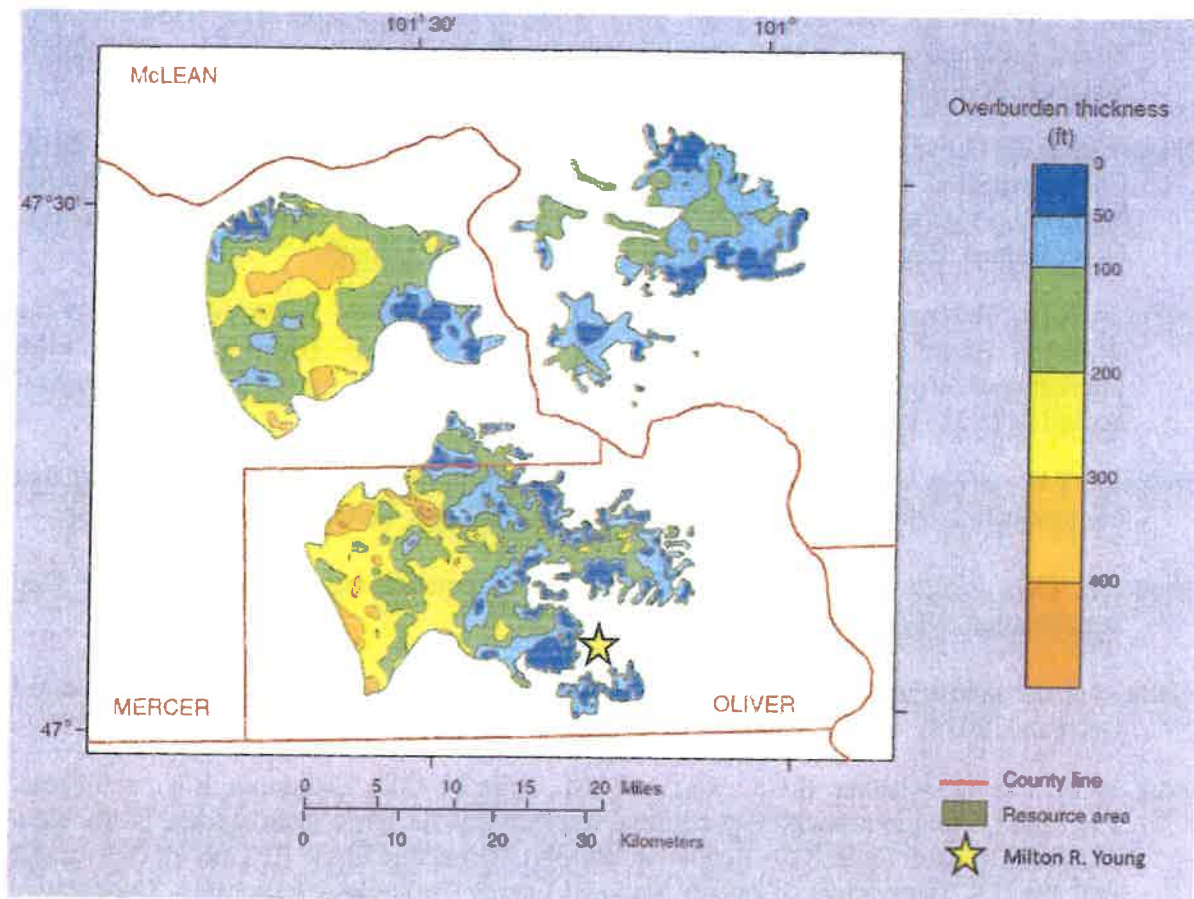 101° 30'
101°
McLEAN
Overburden thickness
(ft)
0
47°30'
50
100
200
300
400
MERCER
OLIVER
47°
0 5 10 15 20 Miles
0 10 20 30 Kilometers
County line
Resource area
Milton R. Young